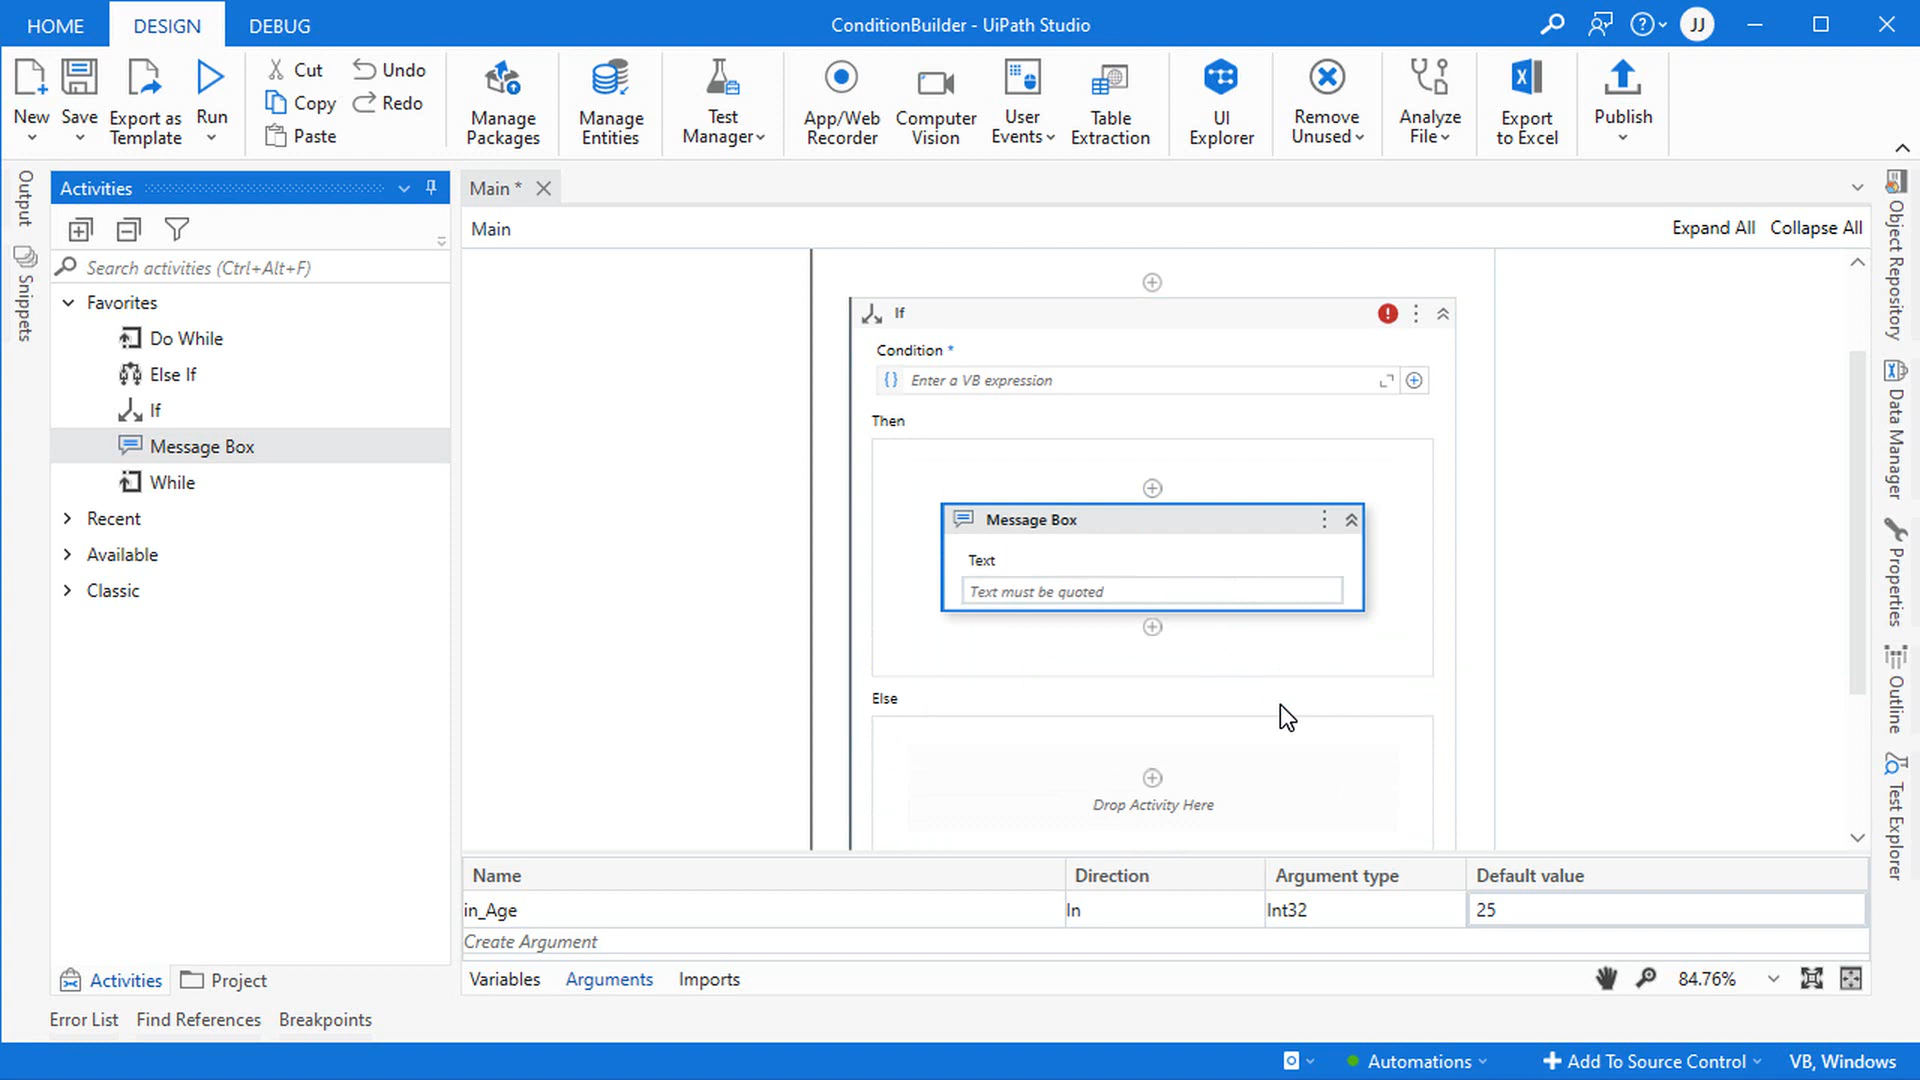 HOME DESIGN DEBUG ConditionBuilder - UiPath Studio JJ
New Save Export as Template Run
Cut Undo
Copy Redo
Paste
Manage Packages
Manage Entities
Test Manager
App/Web Recorder
Computer Vision
User Events
Table Extraction
UI Explorer
Remove Unused
Analyze File
Export to Excel
Publish
Output
Snippets
Activities
Search activities (Ctrl+Alt+F)
Favorites
Do While
Else If
If
Message Box
While
Recent
Available
Classic
Activities Project
Main *
Main Expand All Collapse All
If
Condition *
Enter a VB expression
Then
Message Box
Text
Text must be quoted
Else
Drop Activity Here
Name Direction Argument type Default value
in_Age In Int32 25
Create Argument
Variables Arguments Imports 84.76%
Object Repository
Data Manager
Properties
Outline
Test Explorer
Error List Find References Breakpoints
Automations Add To Source Control VB, Windows